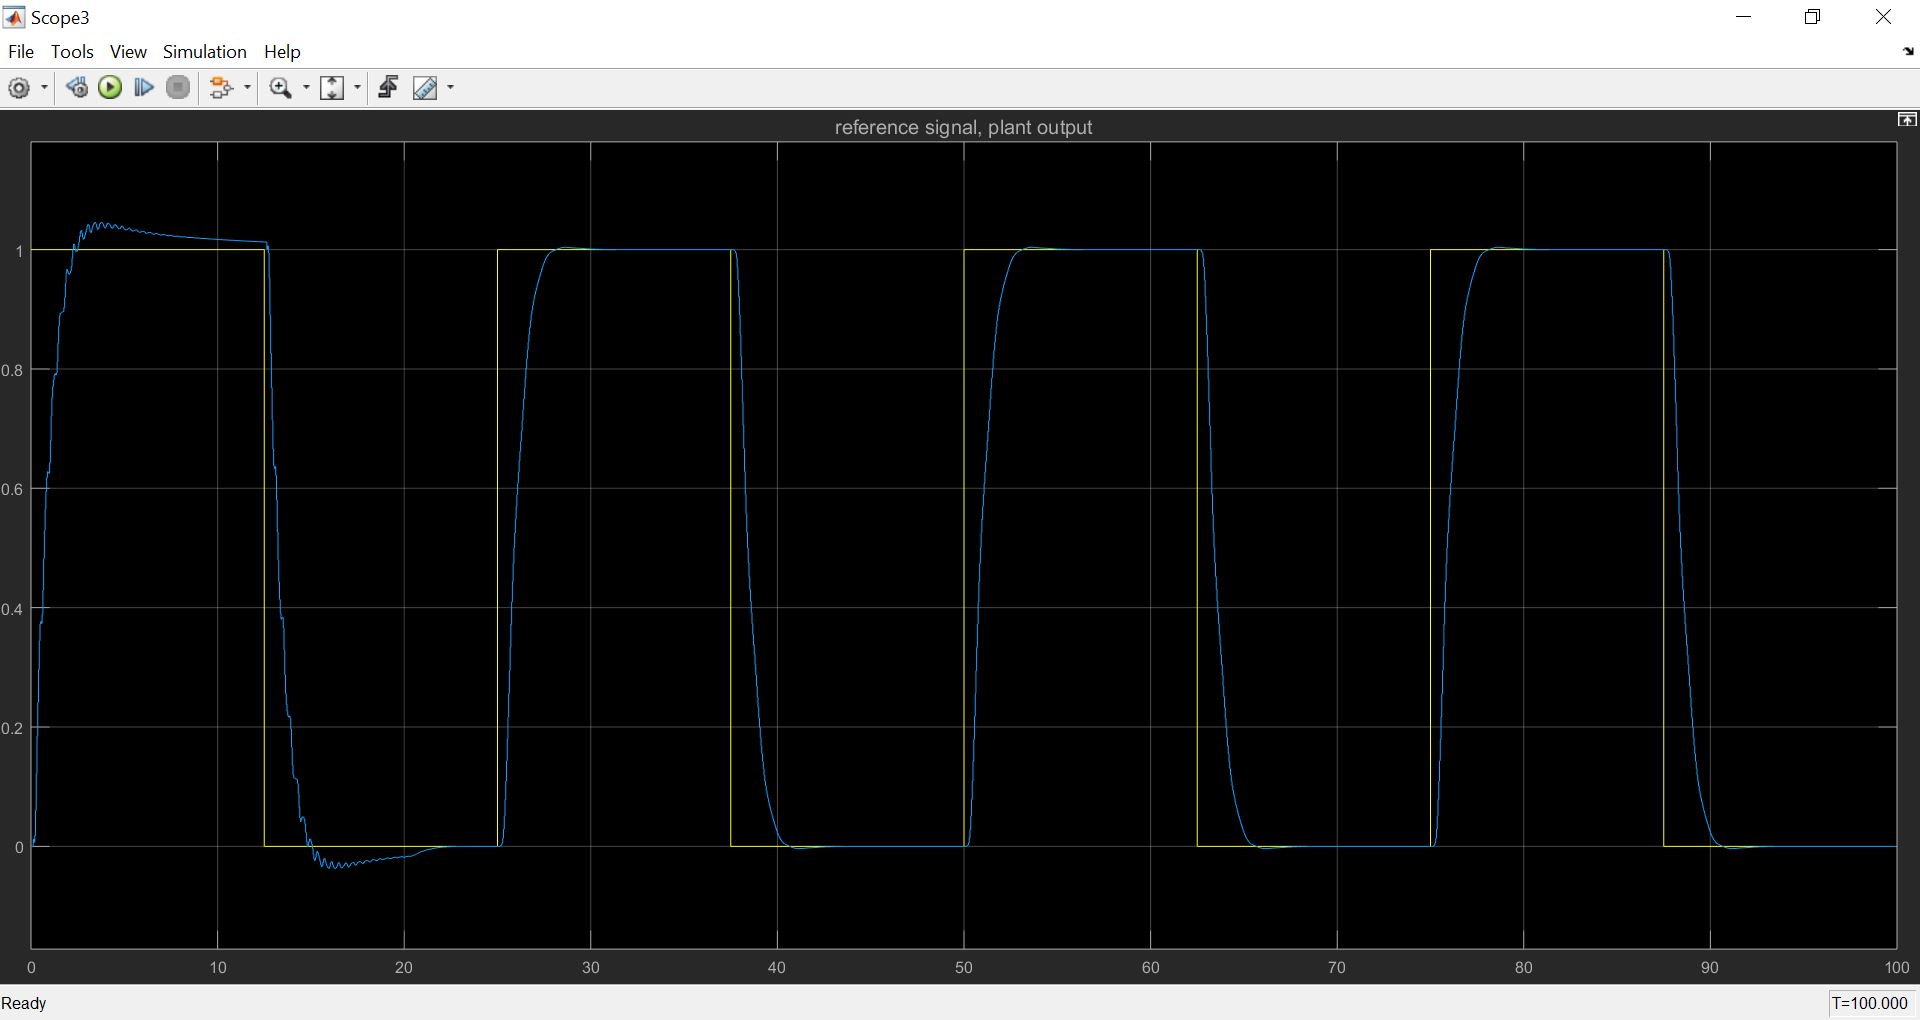 Scope3
File Tools View Simulation Help
reference signal, plant output
1
0.8
0.6
0.4
0.2
0
0 10 20 30 40 50 60 70 80 90 100
Ready T=100.000